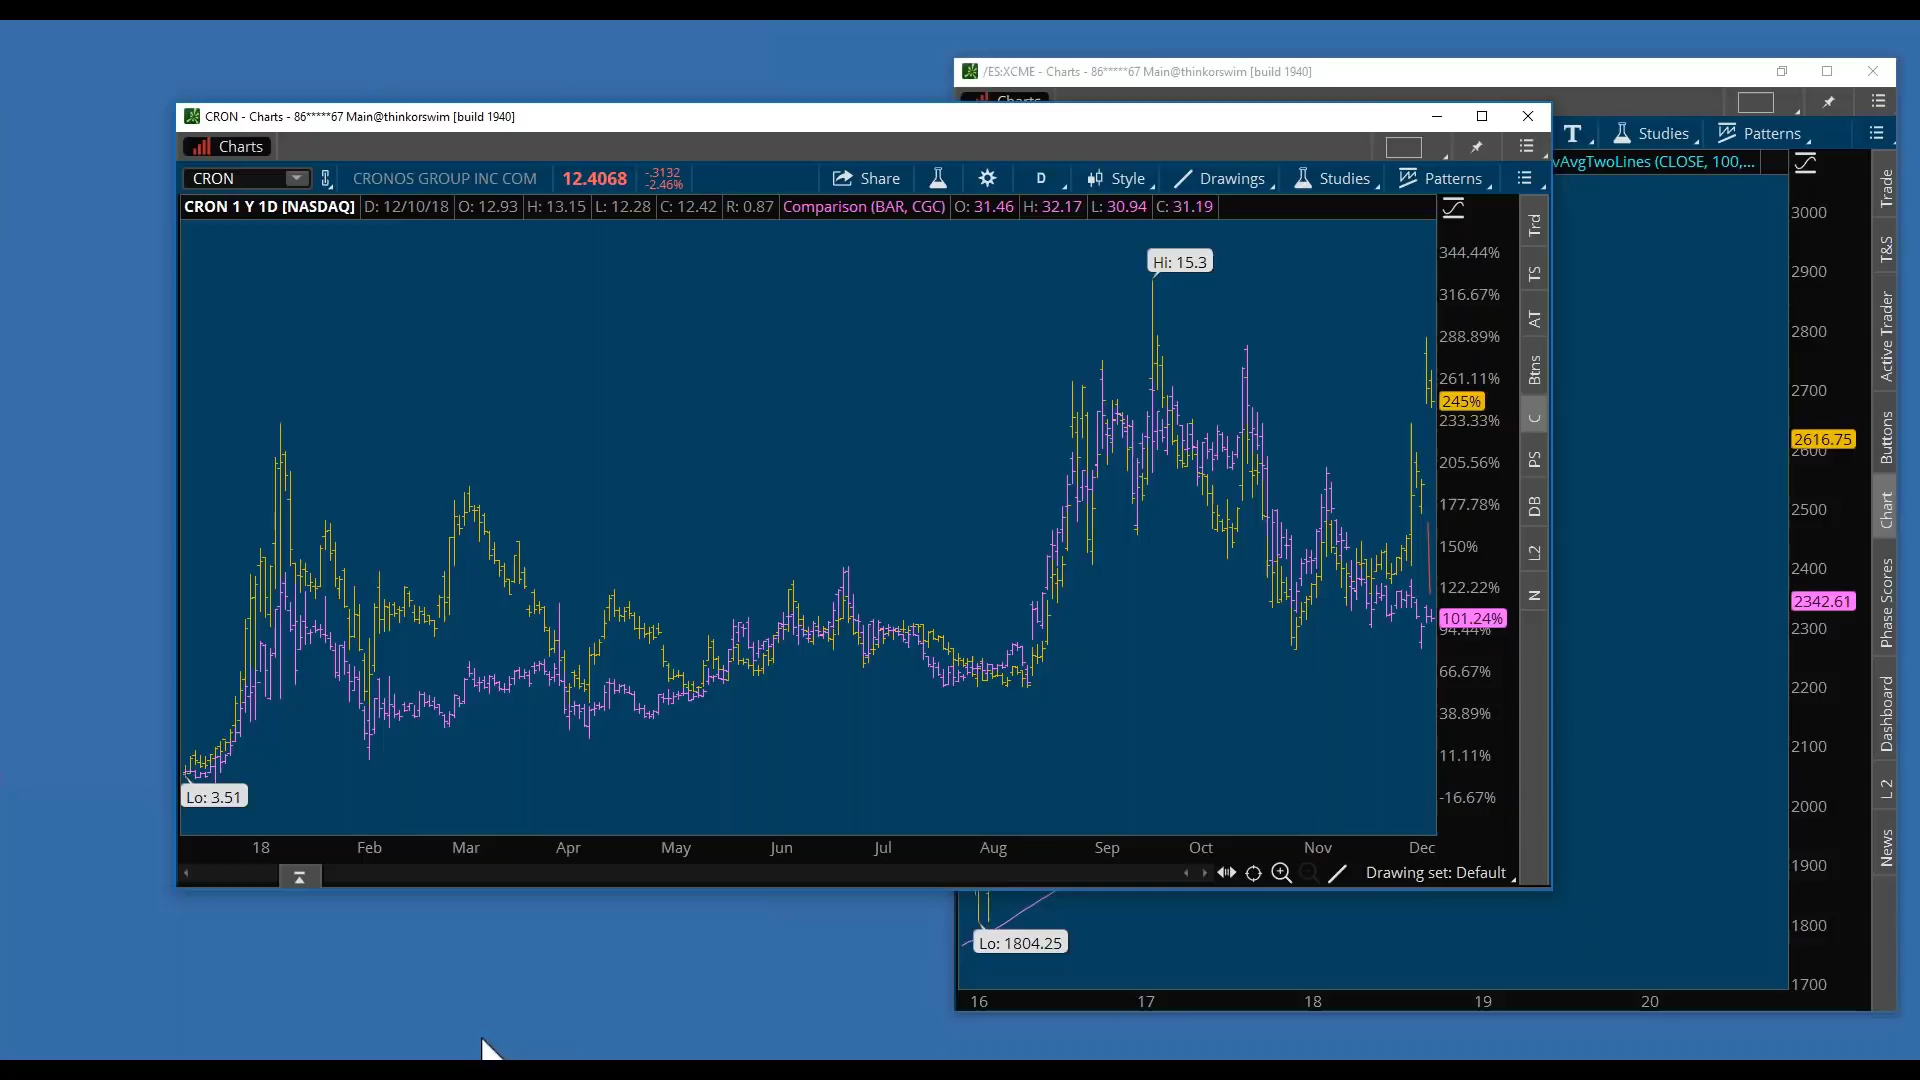 /ES:XCME - Charts - 86*****67 Main@thinkorswim [build 1940]
Charts
T Studies Patterns
vAvgTwoLines (CLOSE, 100,...
CRON - Charts - 86*****67 Main@thinkorswim [build 1940]
Charts
CRON CRONOS GROUP INC COM 12.4068 -.3132 Share D Style Drawings Studies Patterns
-2.46%
CRON 1 Y 1D [NASDAQ] D: 12/10/18 O: 12.93 H: 13.15 L: 12.28 C: 12.42 R: 0.87 Comparison (BAR, CGC) O: 31.46 H: 32.17 L: 30.94 C: 31.19
Hi: 15.3
Lo: 3.51
344.44%
316.67%
288.89%
261.11%
245%
233.33%
205.56%
177.78%
150%
122.22%
101.24%
94.44%
66.67%
38.89%
11.11%
-16.67%
Trd
TS
AT
Btns
C
PS
DB
L2
N
18 Feb Mar Apr May Jun Jul Aug Sep Oct Nov Dec
Drawing set: Default
3000
2900
2800
2700
2616.75
2600
2500
2400
2342.61
2300
2200
2100
2000
1900
1800
1700
Trade
T&S
Active Trader
Buttons
Chart
Phase Scores
Dashboard
L 2
News
Lo: 1804.25
16 17 18 19 20